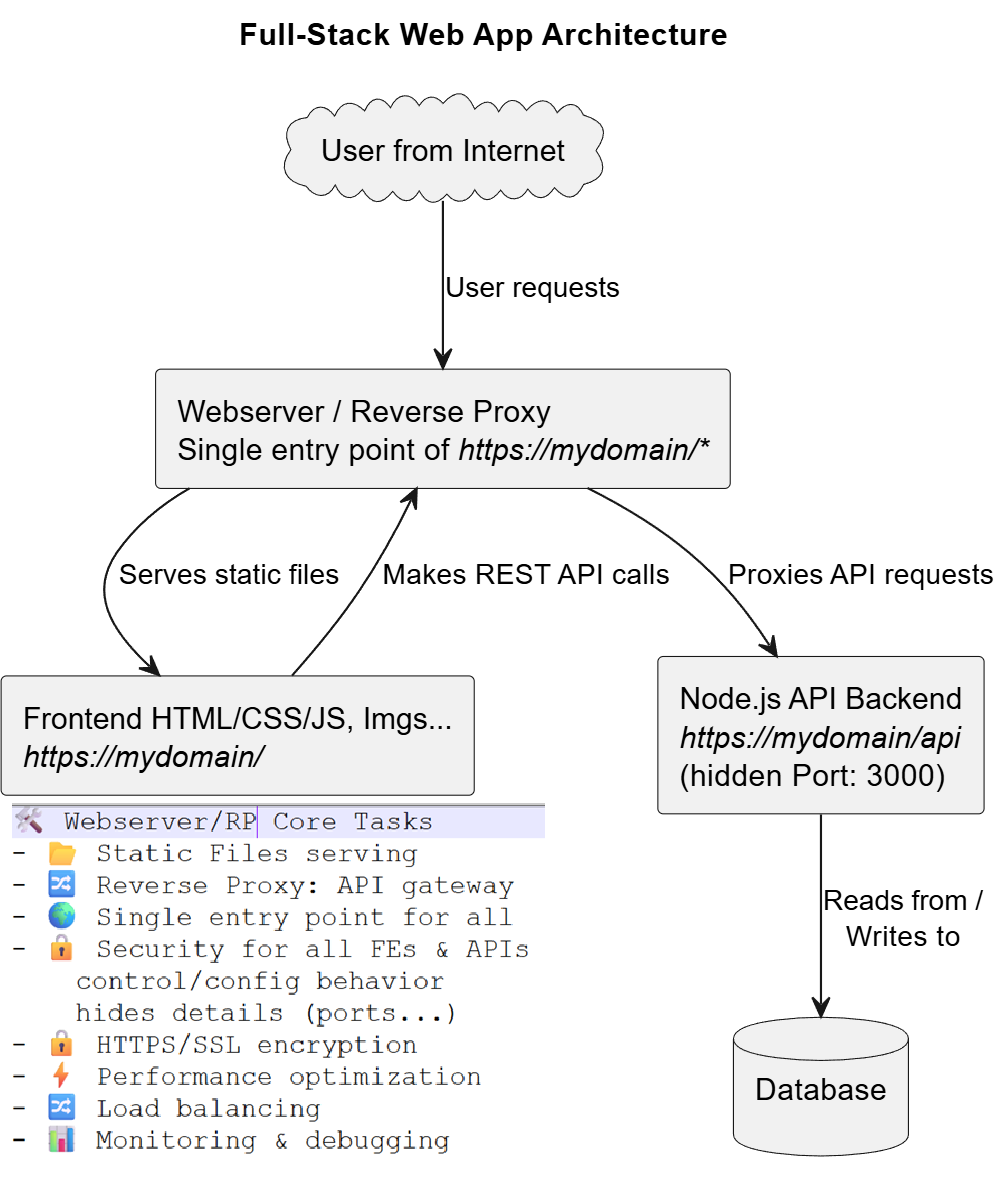 Full-Stack Web App Architecture
User from Internet
User requests
Webserver / Reverse Proxy
Single entry point of https://mydomain/*
Serves static files
Makes REST API calls
Proxies API requests
Frontend HTML/CSS/JS, Imgs...
https://mydomain/
Node.js API Backend
https://mydomain/api
(hidden Port: 3000)
Webserver/RP Core Tasks
- Static Files serving
- Reverse Proxy: API gateway
- Single entry point for all
- Security for all FEs & APIs
control/config behavior
hides details (ports...)
- HTTPS/SSL encryption
- Performance optimization
- Load balancing
- Monitoring & debugging
Reads from /
Writes to
Database